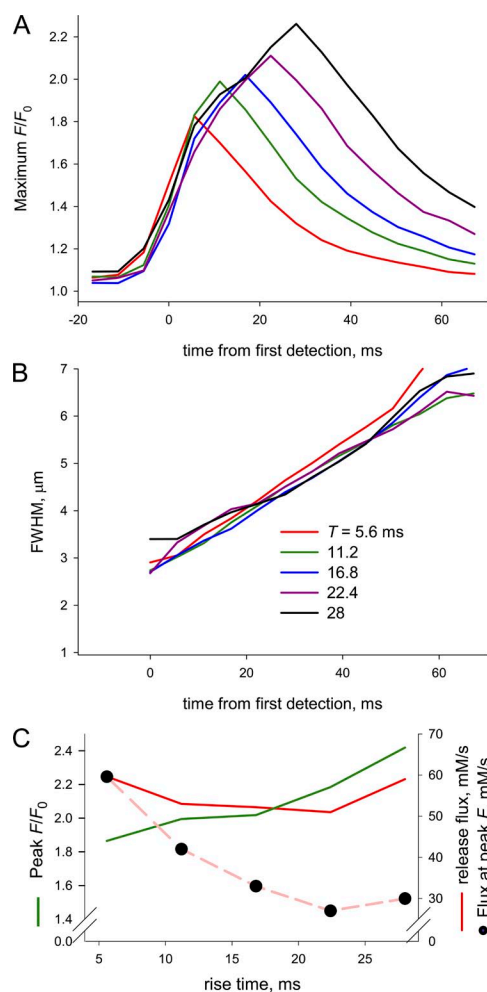 A
Maximum F/F0
2.2
2.0
1.8
1.6
1.4
1.2
1.0
-20 0 20 40 60
time from first detection, ms
B
FWHM, μm
7
6
5
4
3
2
1
T = 5.6 ms
11.2
16.8
22.4
28
0 20 40 60
time from first detection, ms
C
Peak F/F0
2.4
2.2
2.0
1.8
1.6
1.4
0.0
70
60
50
40
30
0
release flux, mM/s
Flux at peak F, mM/s
5 10 15 20 25
rise time, ms